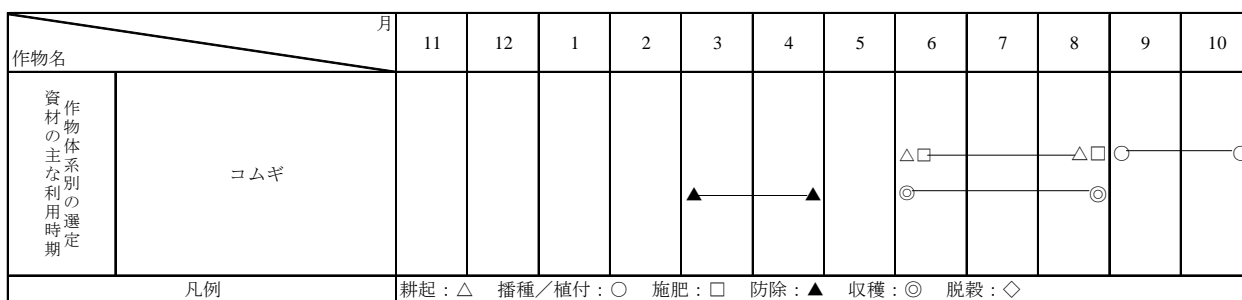 月
作物名
11 12 1 2 3 4 5 6 7 8 9 10
作物体系別の選定
資材の主な利用時期
コムギ
△□ △□ ○ ○
▲ ▲ ◎ ◎
凡例
耕起：△ 播種／植付：○ 施肥：□ 防除：▲ 収穫：◎ 脱穀：◇